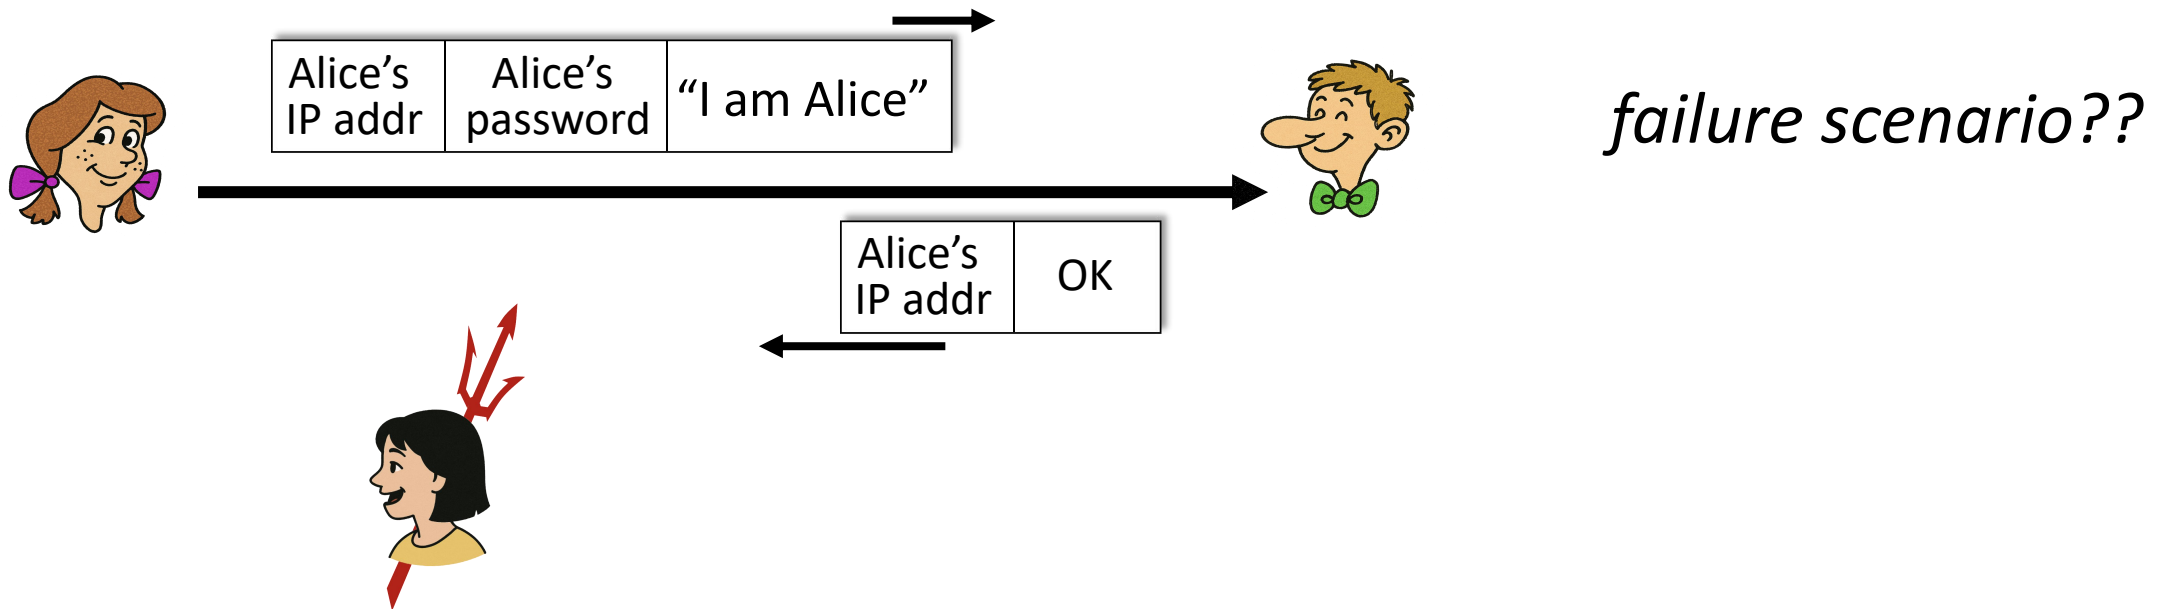 Alice’s
IP addr
Alice’s
password
“I am Alice”
failure scenario??
Alice’s
IP addr
OK